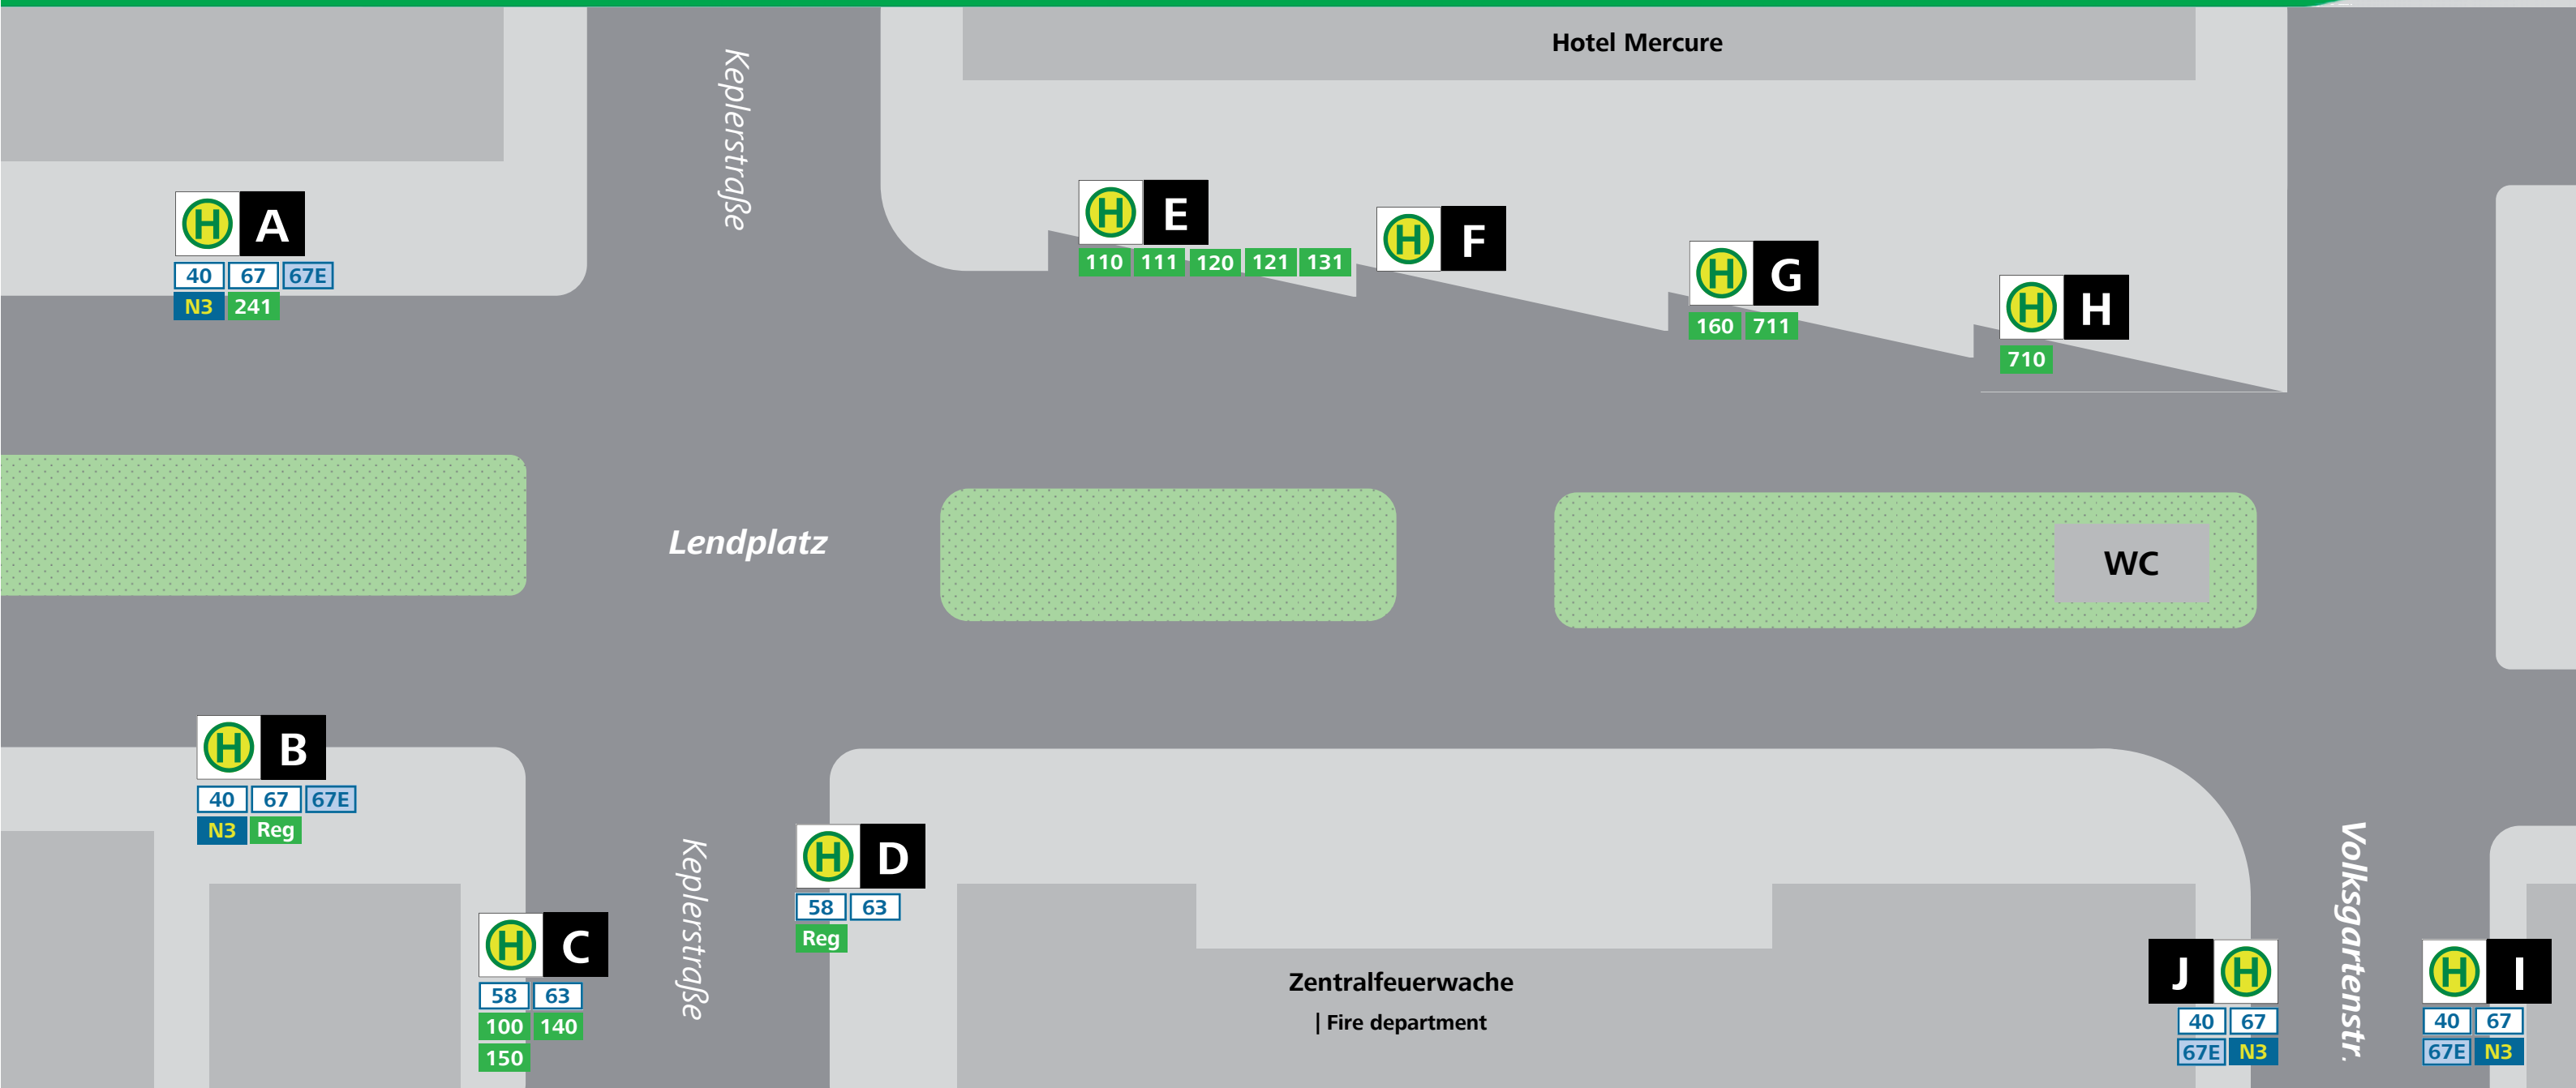 Hotel Mercure
Keplerstraße
H A
40 67 67E
N3 241
H E
110 111 120 121 131
H F
H G
160 711
H H
710
Lendplatz
WC
H B
40 67 67E
N3 Reg
H C
58 63
100 140
150
Keplerstraße
H D
58 63
Reg
Zentralfeuerwache
| Fire department
J H
40 67
67E N3
Volksgartenstr.
H I
40 67
67E N3